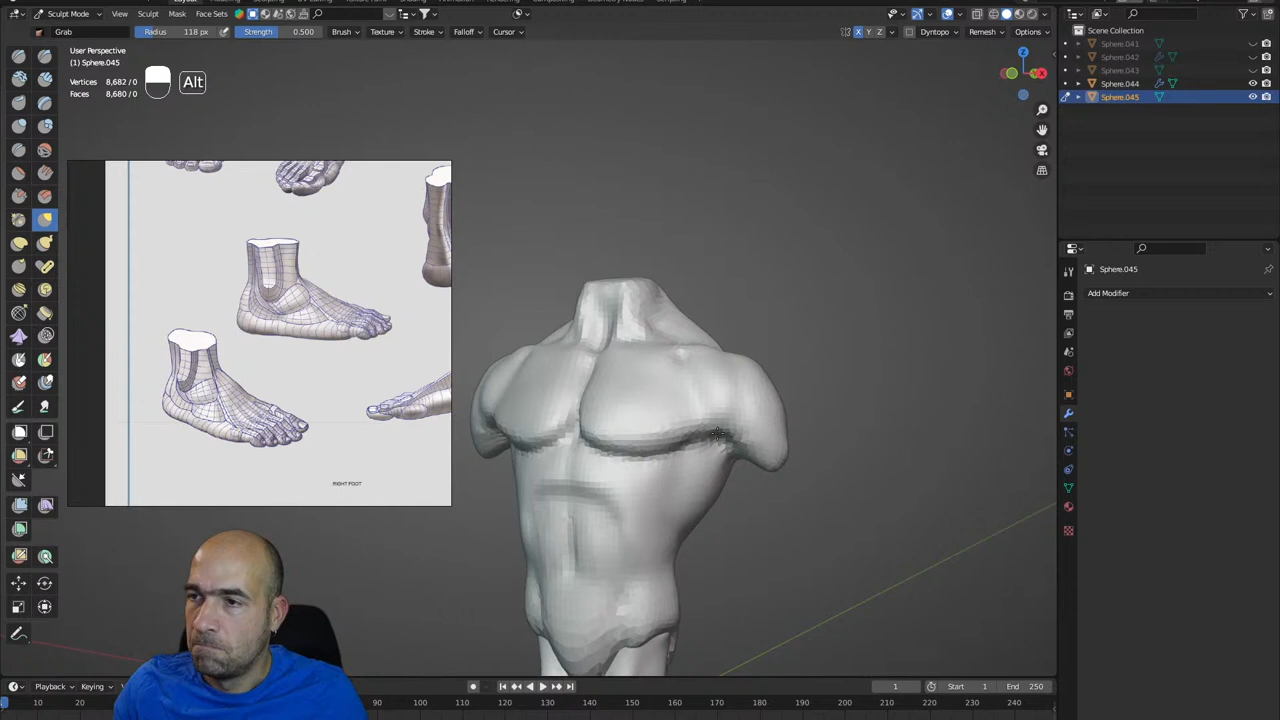 Sculpt Mode View Sculpt Mask Face Sets
Grab Radius 118 px Strength 0.500 Brush Texture Stroke Falloff Cursor X Y Z Dyntopo Remesh Options
User Perspective
(1) Sphere.045
Vertices 8,682 / 0
Faces 8,680 / 0
Alt
RIGHT FOOT
Scene Collection
Sphere.041
Sphere.042
Sphere.043
Sphere.044
Sphere.045
Sphere.045
Add Modifier
Playback Keying
1 Start 1 End 250
10 20 80 90 100 110 120 130 140 150 160 170 180 190 200 210 220 230 240